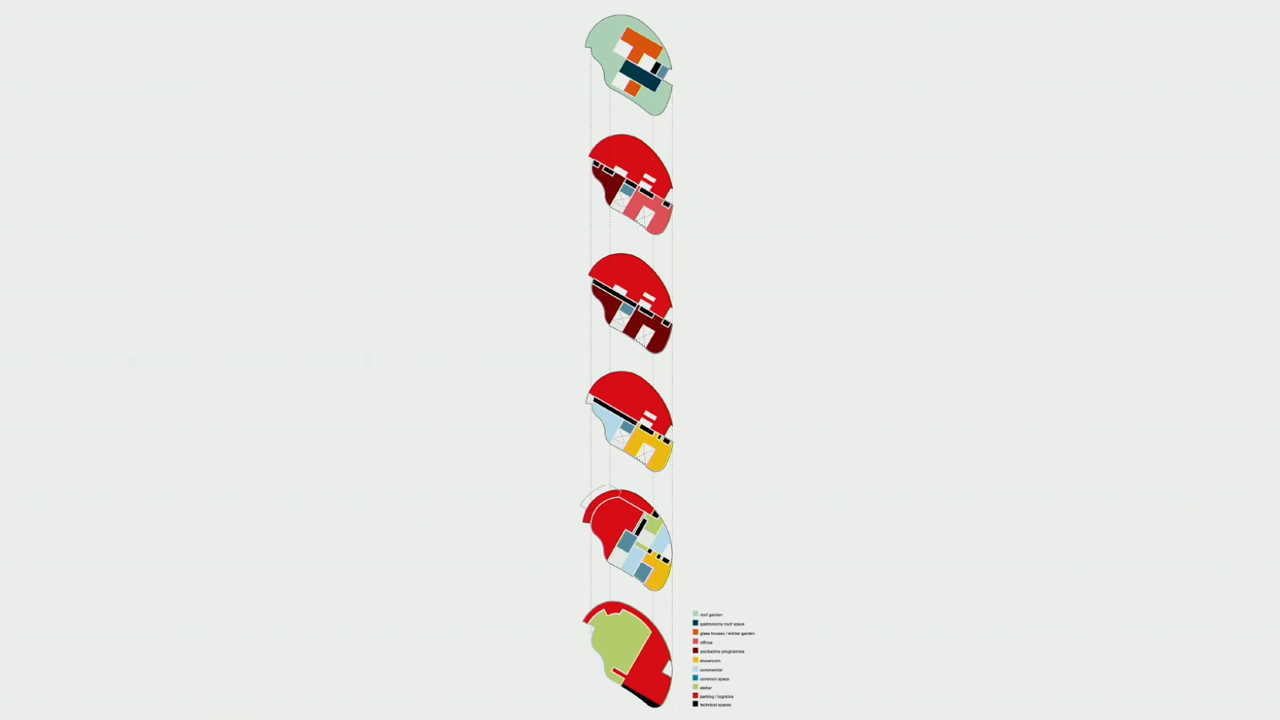 roof garden
gastronomy roof space
glass houses / winter garden
offices
productive programme
showroom
commercial
common space
atelier
parking / logistics
technical spaces